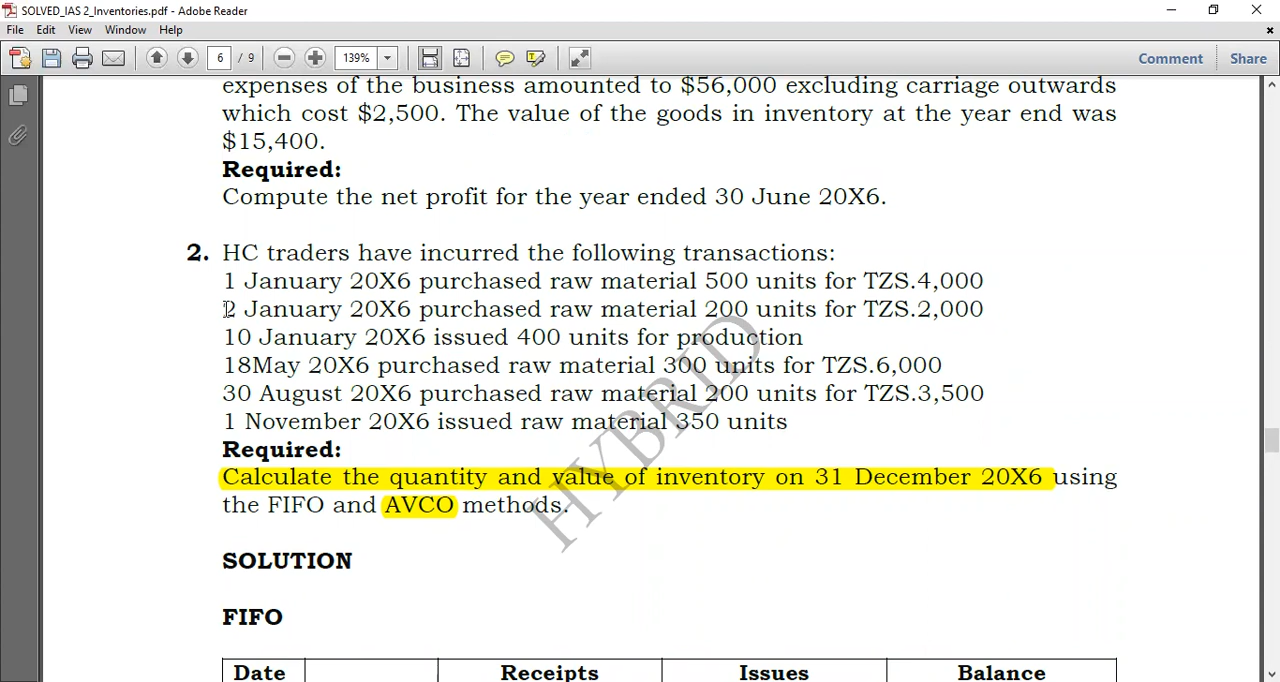 SOLVED_IAS 2_Inventories.pdf - Adobe Reader
File Edit View Window Help
6 / 9 139% Comment Share
expenses of the business amounted to $56,000 excluding carriage outwards
which cost $2,500. The value of the goods in inventory at the year end was
$15,400.
Required:
Compute the net profit for the year ended 30 June 20X6.
2. HC traders have incurred the following transactions:
1 January 20X6 purchased raw material 500 units for TZS.4,000
2 January 20X6 purchased raw material 200 units for TZS.2,000
10 January 20X6 issued 400 units for production
18May 20X6 purchased raw material 300 units for TZS.6,000
30 August 20X6 purchased raw material 200 units for TZS.3,500
1 November 20X6 issued raw material 350 units
Required:
Calculate the quantity and value of inventory on 31 December 20X6 using
the FIFO and AVCO methods.
HYBRID
SOLUTION
FIFO
Date Receipts Issues Balance